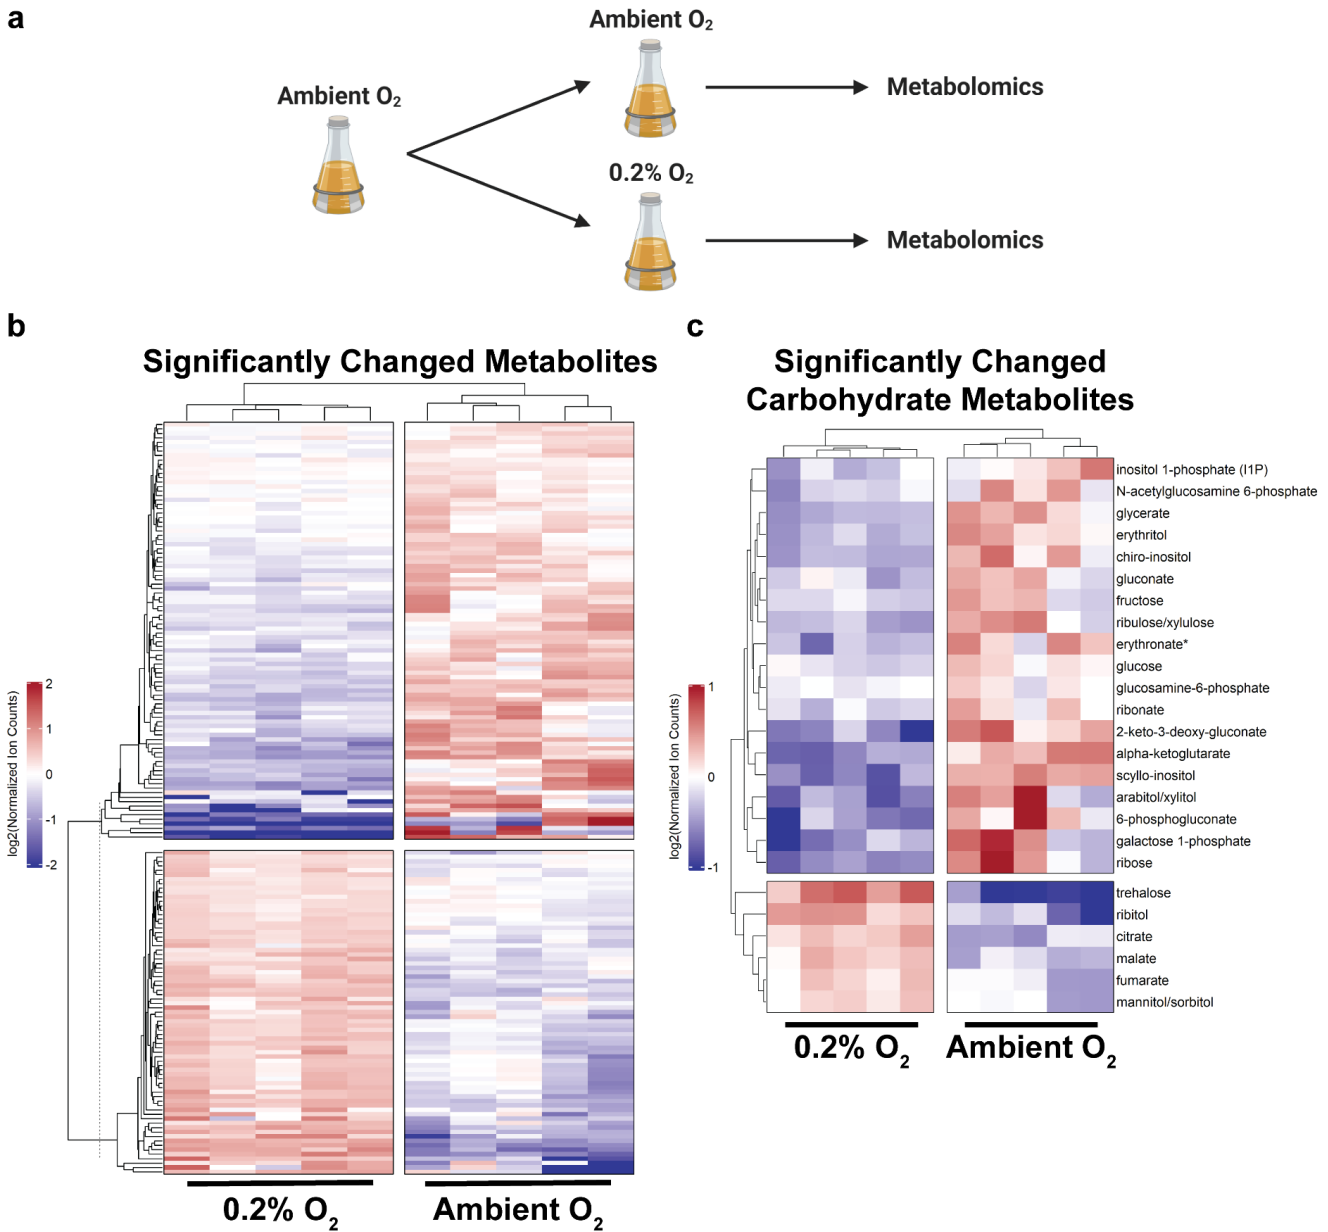 a
Ambient O2
Ambient O2
Metabolomics
0.2% O2
Metabolomics
b
Significantly Changed Metabolites
log2(Normalized Ion Counts)
2
1
0
-1
-2
0.2% O2
Ambient O2
c
Significantly Changed
Carbohydrate Metabolites
log2(Normalized Ion Counts)
1
0
-1
inositol 1-phosphate (I1P)
N-acetylglucosamine 6-phosphate
glycerate
erythritol
chiro-inositol
gluconate
fructose
ribulose/xylulose
erythronate*
glucose
glucosamine-6-phosphate
ribonate
2-keto-3-deoxy-gluconate
alpha-ketoglutarate
scyllo-inositol
arabitol/xylitol
6-phosphogluconate
galactose 1-phosphate
ribose
trehalose
ribitol
citrate
malate
fumarate
mannitol/sorbitol
0.2% O2
Ambient O2